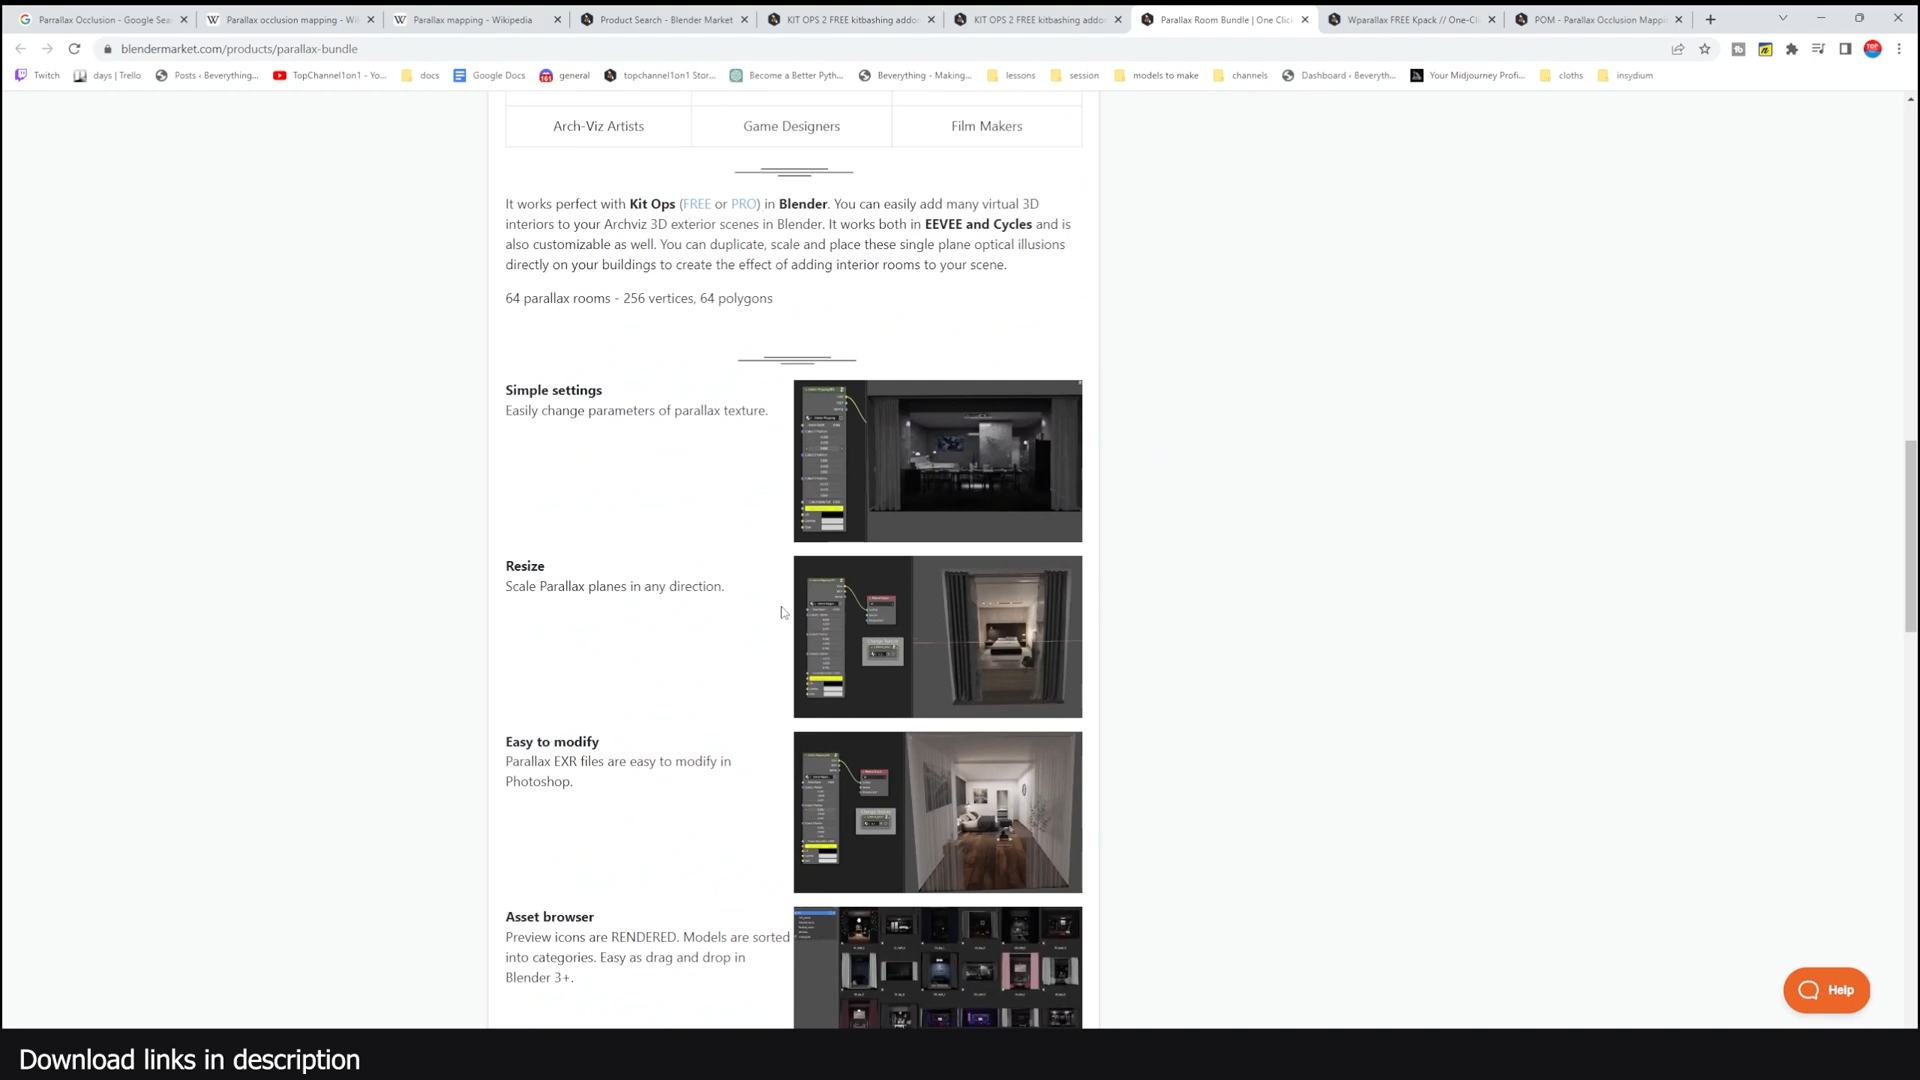 Parrallax Occlusion - Google Sea
Parallax occlusion mapping - Wi
Parallax mapping - Wikipedia
Product Search - Blender Market
KIT OPS 2 FREE kitbashing addo
KIT OPS 2 FREE kitbashing addo
Parallax Room Bundle | One Clic
Wparallax FREE Kpack // One-Cli
POM - Parallax Occlusion Mappi
blendermarket.com/products/parallax-bundle
Twitch
days | Trello
Posts ‹ Beverything...
TopChannel1on1 - Yo...
docs
Google Docs
general
topchannel1on1 Stor...
Become a Better Pyth...
Beverything - Making...
lessons
session
models to make
channels
Dashboard ‹ Beveryth...
Your Midjourney Profi...
cloths
insydium
Arch-Viz Artists
Game Designers
Film Makers
It works perfect with Kit Ops (FREE or PRO) in Blender. You can easily add many virtual 3D
interiors to your Archviz 3D exterior scenes in Blender. It works both in EEVEE and Cycles and is
also customizable as well. You can duplicate, scale and place these single plane optical illusions
directly on your buildings to create the effect of adding interior rooms to your scene.
64 parallax rooms - 256 vertices, 64 polygons
Simple settings
Easily change parameters of parallax texture.
Resize
Scale Parallax planes in any direction.
Easy to modify
Parallax EXR files are easy to modify in
Photoshop.
Asset browser
Preview icons are RENDERED. Models are sorted
into categories. Easy as drag and drop in
Blender 3+.
Help
Download links in description